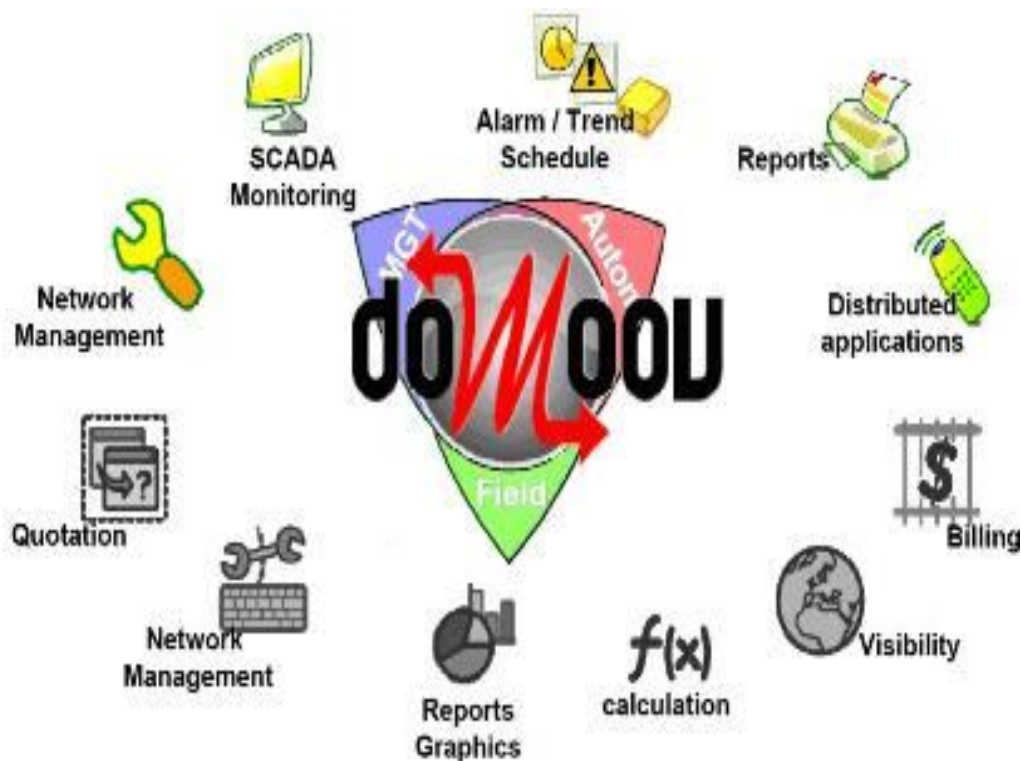 Alarm / Trend
Schedule
SCADA
Monitoring
Reports
MGT
Autom
Network
Management
Distributed
applications
doMooV
Field
?
$
Quotation
Billing
Network
Management
Visibility
f(x)
calculation
Reports
Graphics